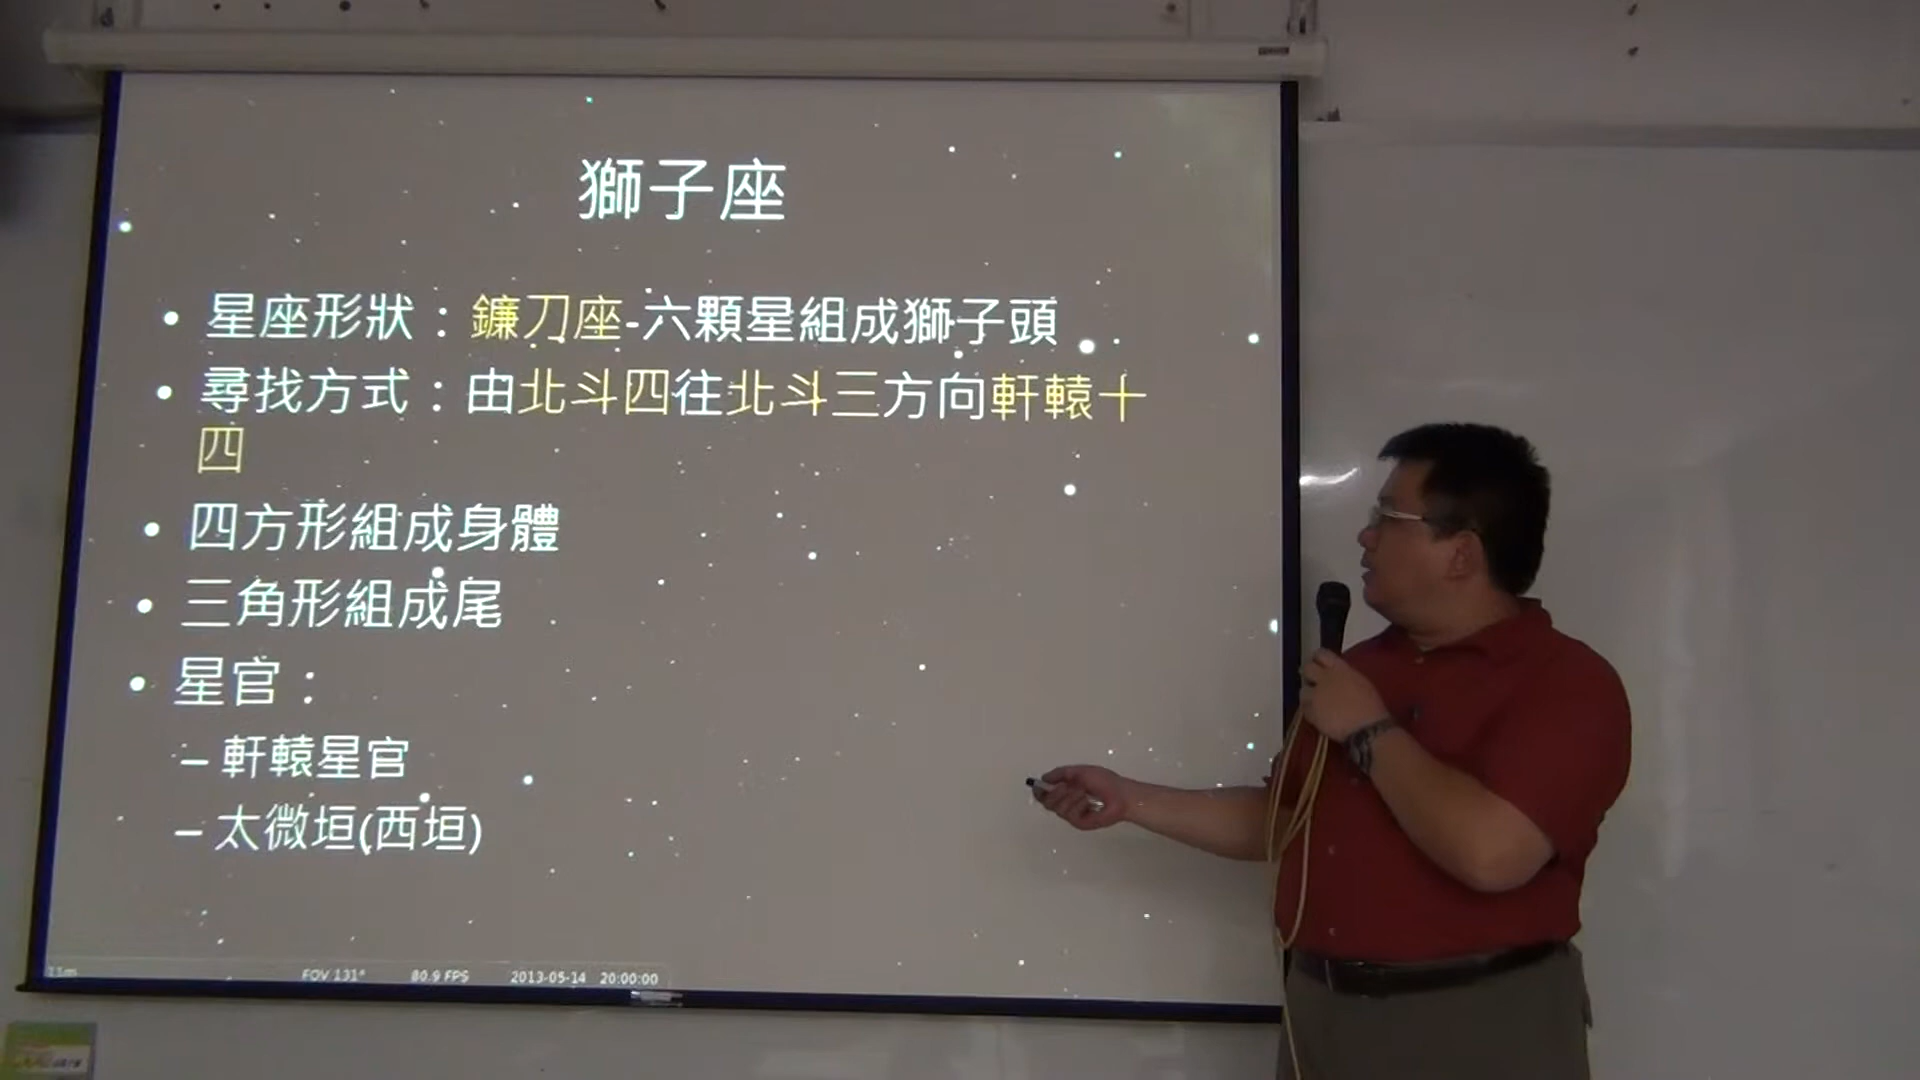 獅子座
• 星座形狀：鐮刀座-六顆星組成獅子頭
• 尋找方式：由北斗四往北斗三方向軒轅十
四
• 四方形組成身體
• 三角形組成尾
• 星官：
– 軒轅星官
– 太微垣(西垣)
FOV 131° 80.9 FPS 2013-05-14 20:00:00